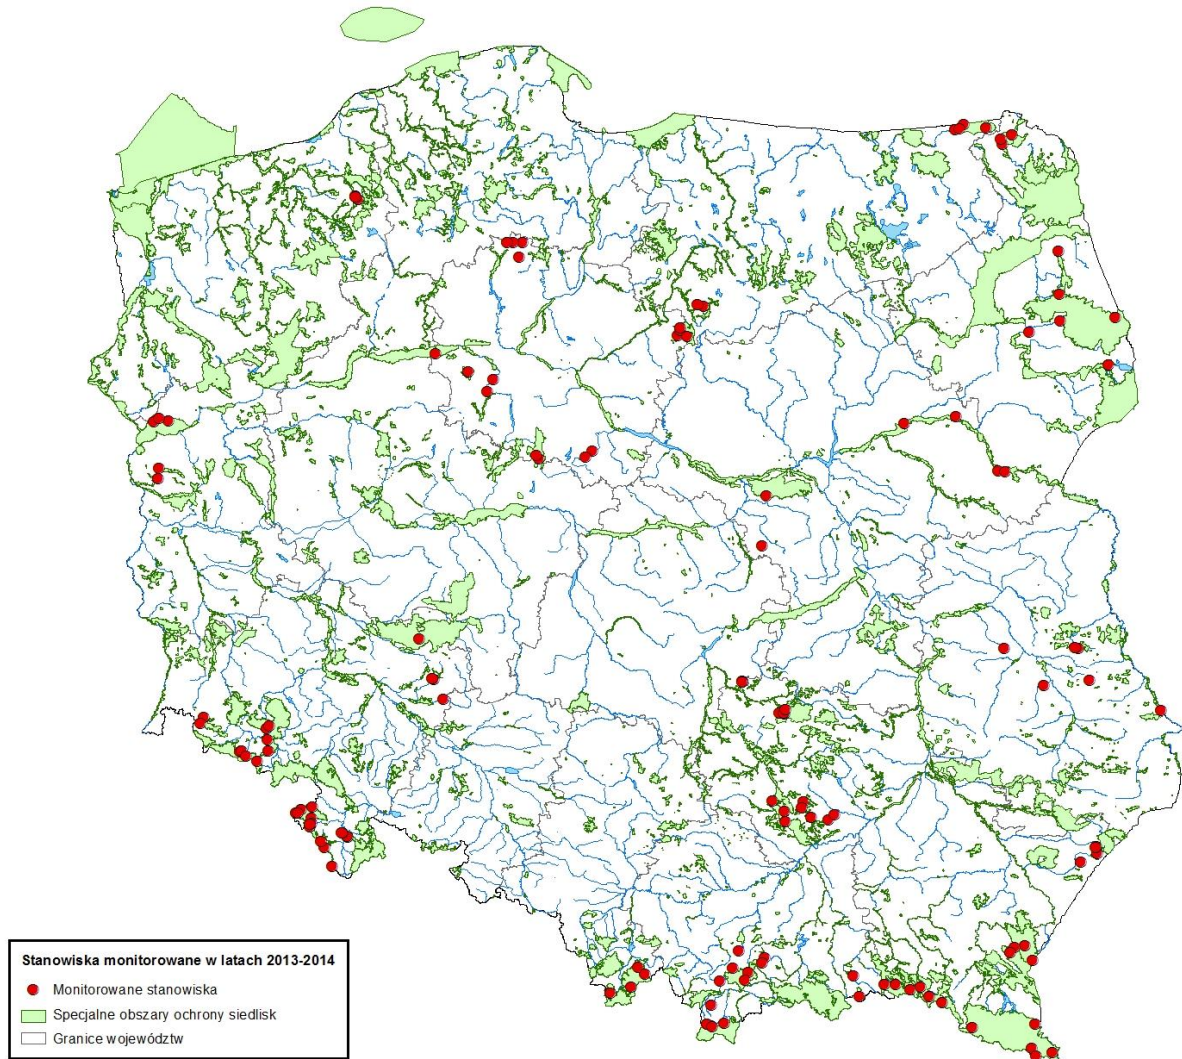 Stanowiska monitorowane w latach 2013-2014
Monitorowane stanowiska
Specjalne obszary ochrony siedlisk
Granice województw